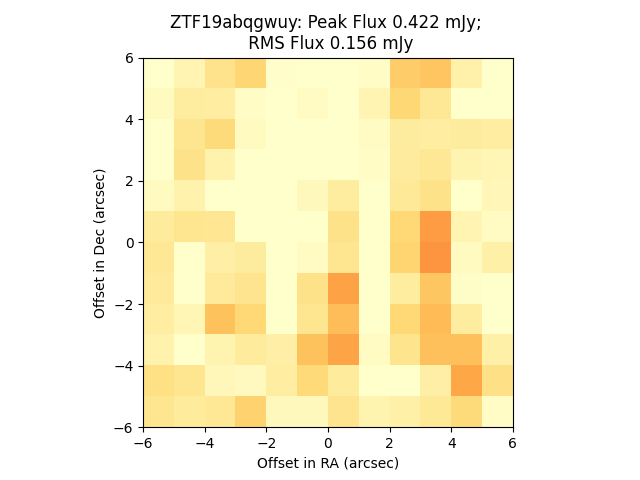 ZTF19abqgwuy: Peak Flux 0.422 mJy;
RMS Flux 0.156 mJy
6
4
2
0
−2
−4
−6
Offset in Dec (arcsec)
−6 −4 −2 0 2 4 6
Offset in RA (arcsec)